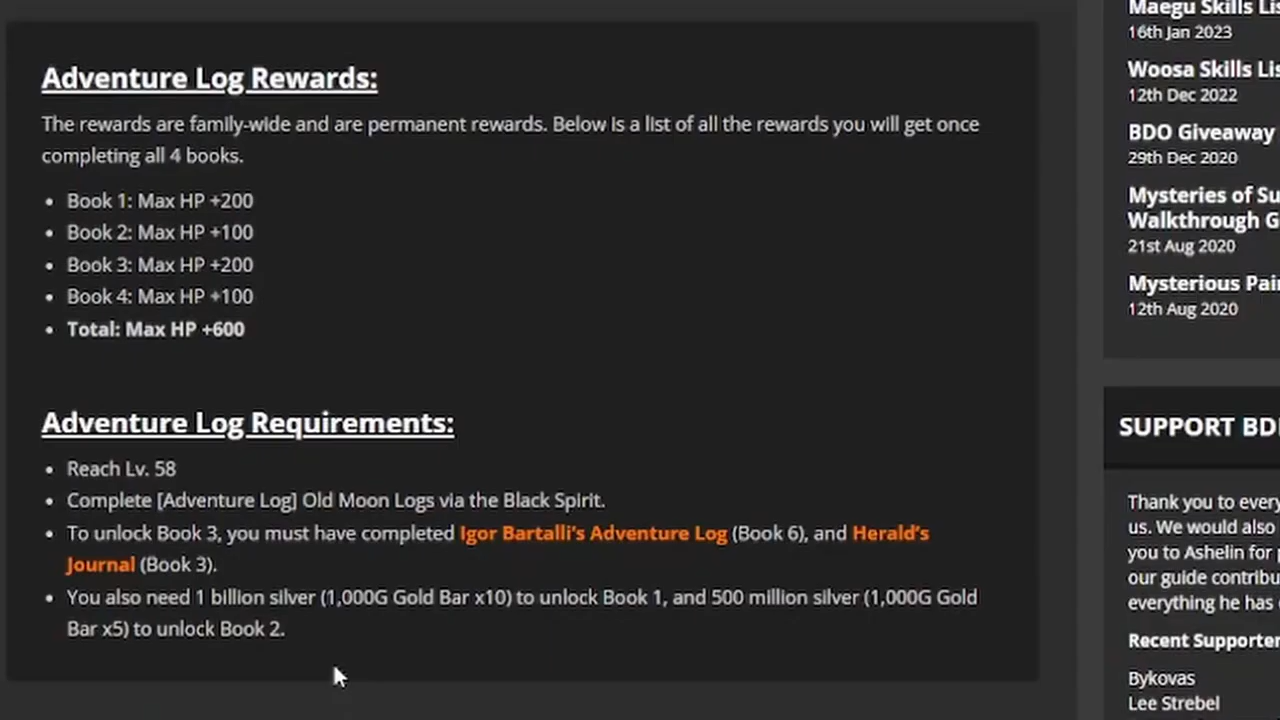 Adventure Log Rewards:
The rewards are family-wide and are permanent rewards. Below is a list of all the rewards you will get once
completing all 4 books.
Book 1: Max HP +200
Book 2: Max HP +100
Book 3: Max HP +200
Book 4: Max HP +100
Total: Max HP +600
Adventure Log Requirements:
Reach Lv. 58
Complete [Adventure Log] Old Moon Logs via the Black Spirit.
To unlock Book 3, you must have completed Igor Bartalli's Adventure Log (Book 6), and Herald's
Journal (Book 3).
You also need 1 billion silver (1,000G Gold Bar x10) to unlock Book 1, and 500 million silver (1,000G Gold
Bar x5) to unlock Book 2.
Maegu Skills Lis
16th Jan 2023
Woosa Skills Lis
12th Dec 2022
BDO Giveaway
29th Dec 2020
Mysteries of Su
Walkthrough G
21st Aug 2020
Mysterious Pai
12th Aug 2020
SUPPORT BD
Thank you to every
us. We would also
you to Ashelin for
our guide contribu
everything he has
Recent Supporter
Bykovas
Lee Strebel